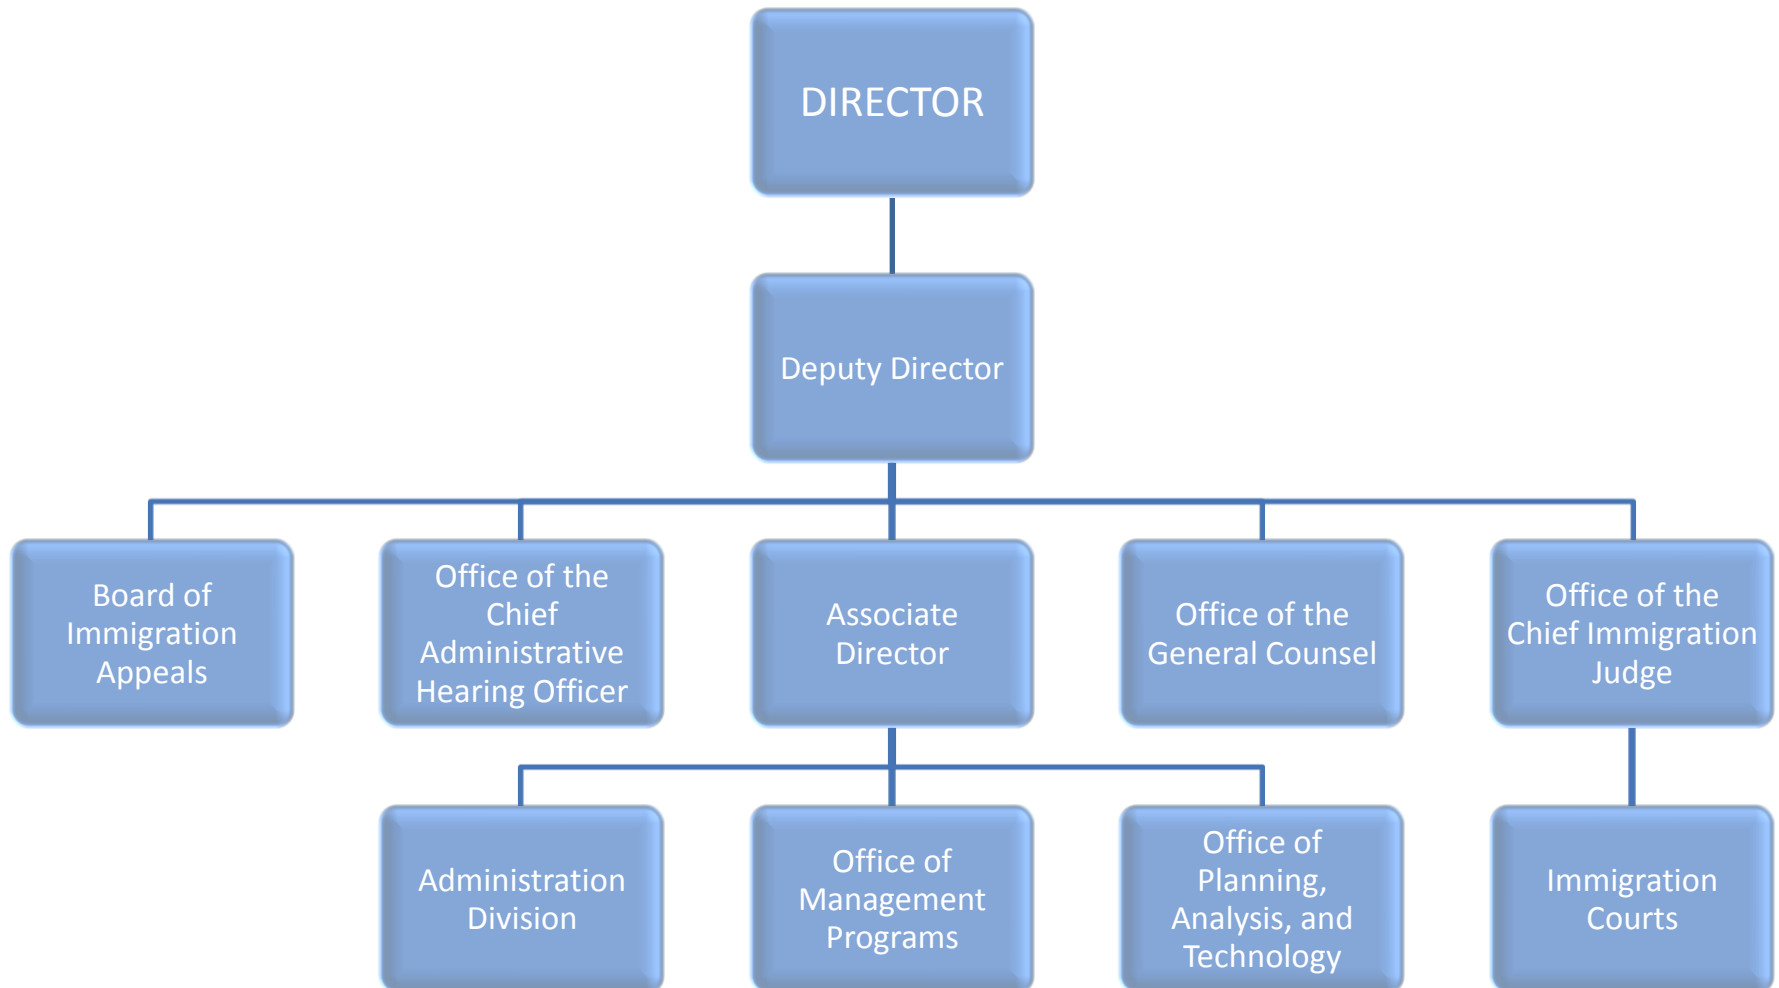 DIRECTOR
Deputy Director
Board of
Immigration
Appeals
Office of the
Chief
Administrative
Hearing Officer
Associate
Director
Office of the
General Counsel
Office of the
Chief Immigration
Judge
Administration
Division
Office of
Management
Programs
Office of
Planning,
Analysis, and
Technology
Immigration
Courts